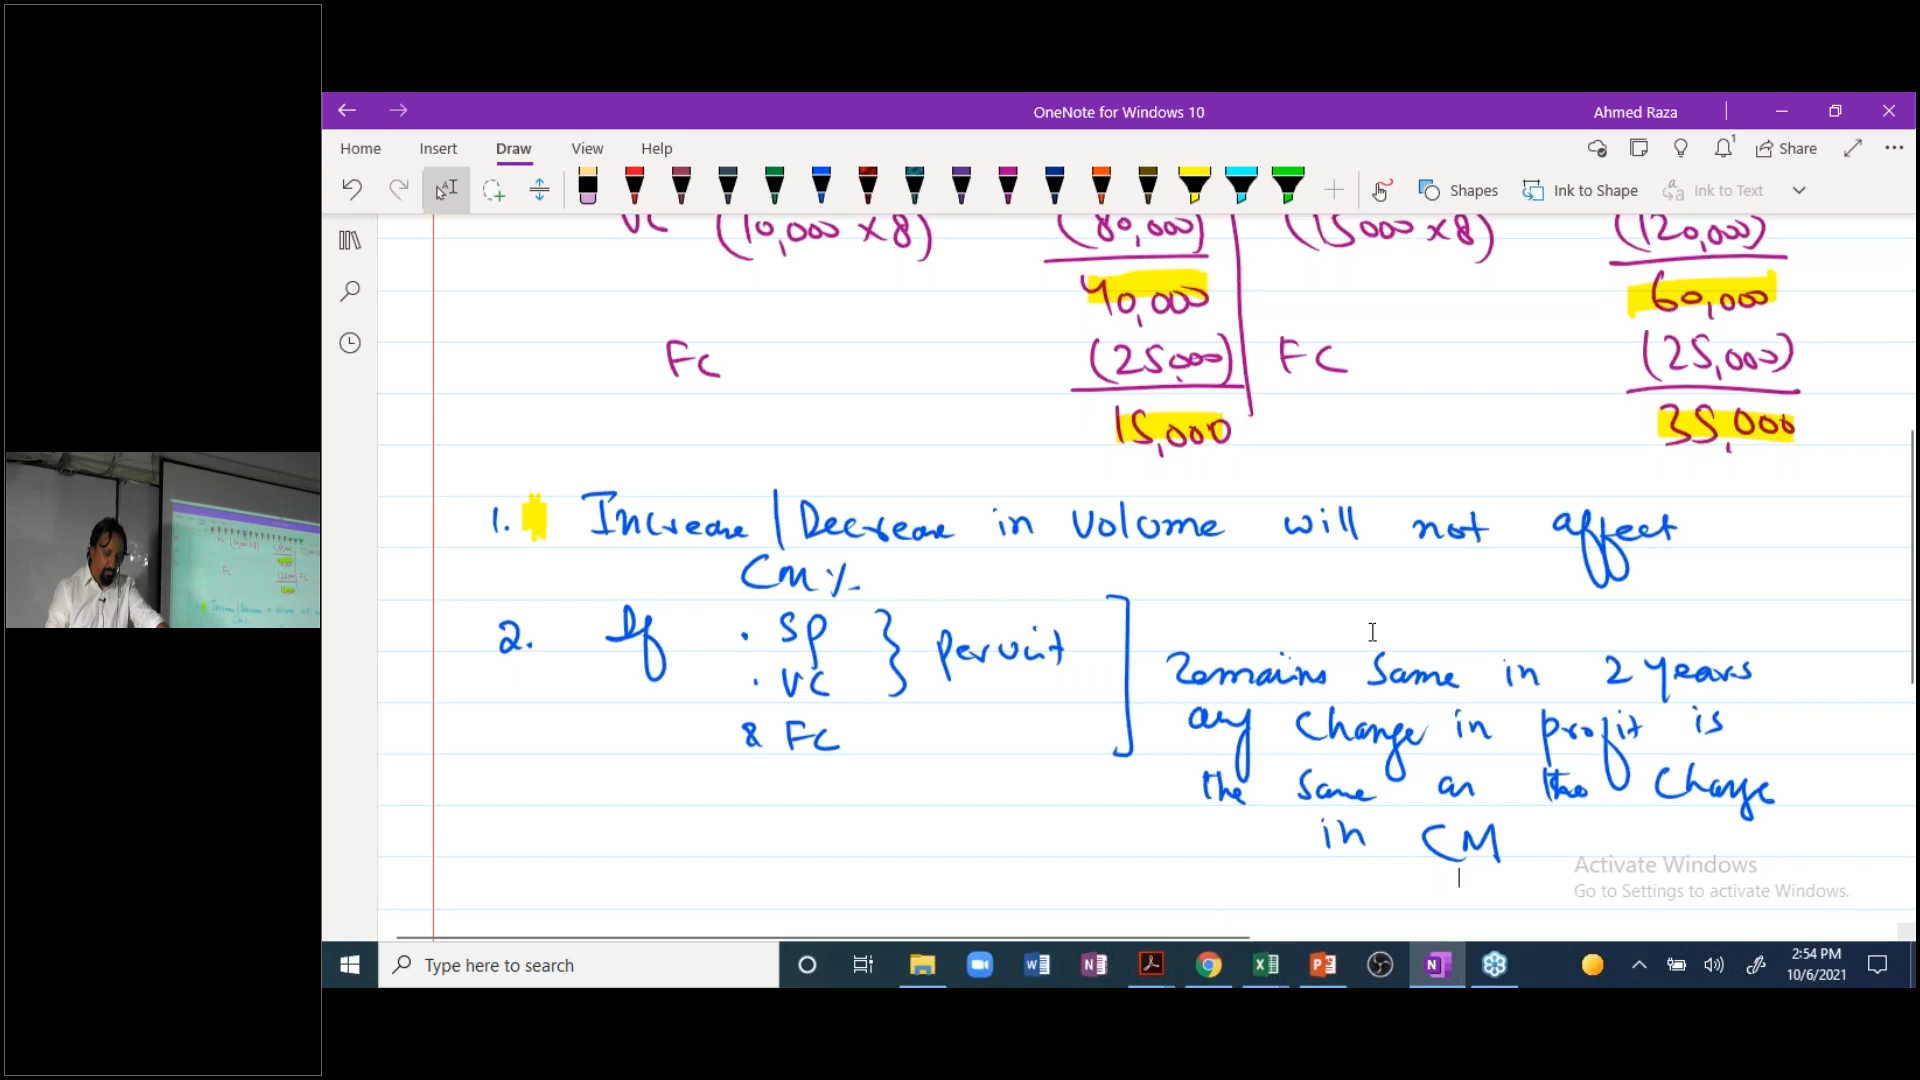 OneNote for Windows 10
Ahmed Raza
Home Insert Draw View Help
1 Share
Shapes Ink to Shape Ink to Text
VC (10,000 x 8) (80,000) (15000 x 8) (120,000)
40,000 60,000
FC (25,000) FC (25,000)
15,000 35,000
1. Increase / Decrease in Volume will not affect
CM %
2. If . SP } per unit
. VC
& FC
Remains Same in 2 years
any Change in profit is
the Same as the Change
in CM
Activate Windows
Go to Settings to activate Windows.
Type here to search
2:54 PM
10/6/2021